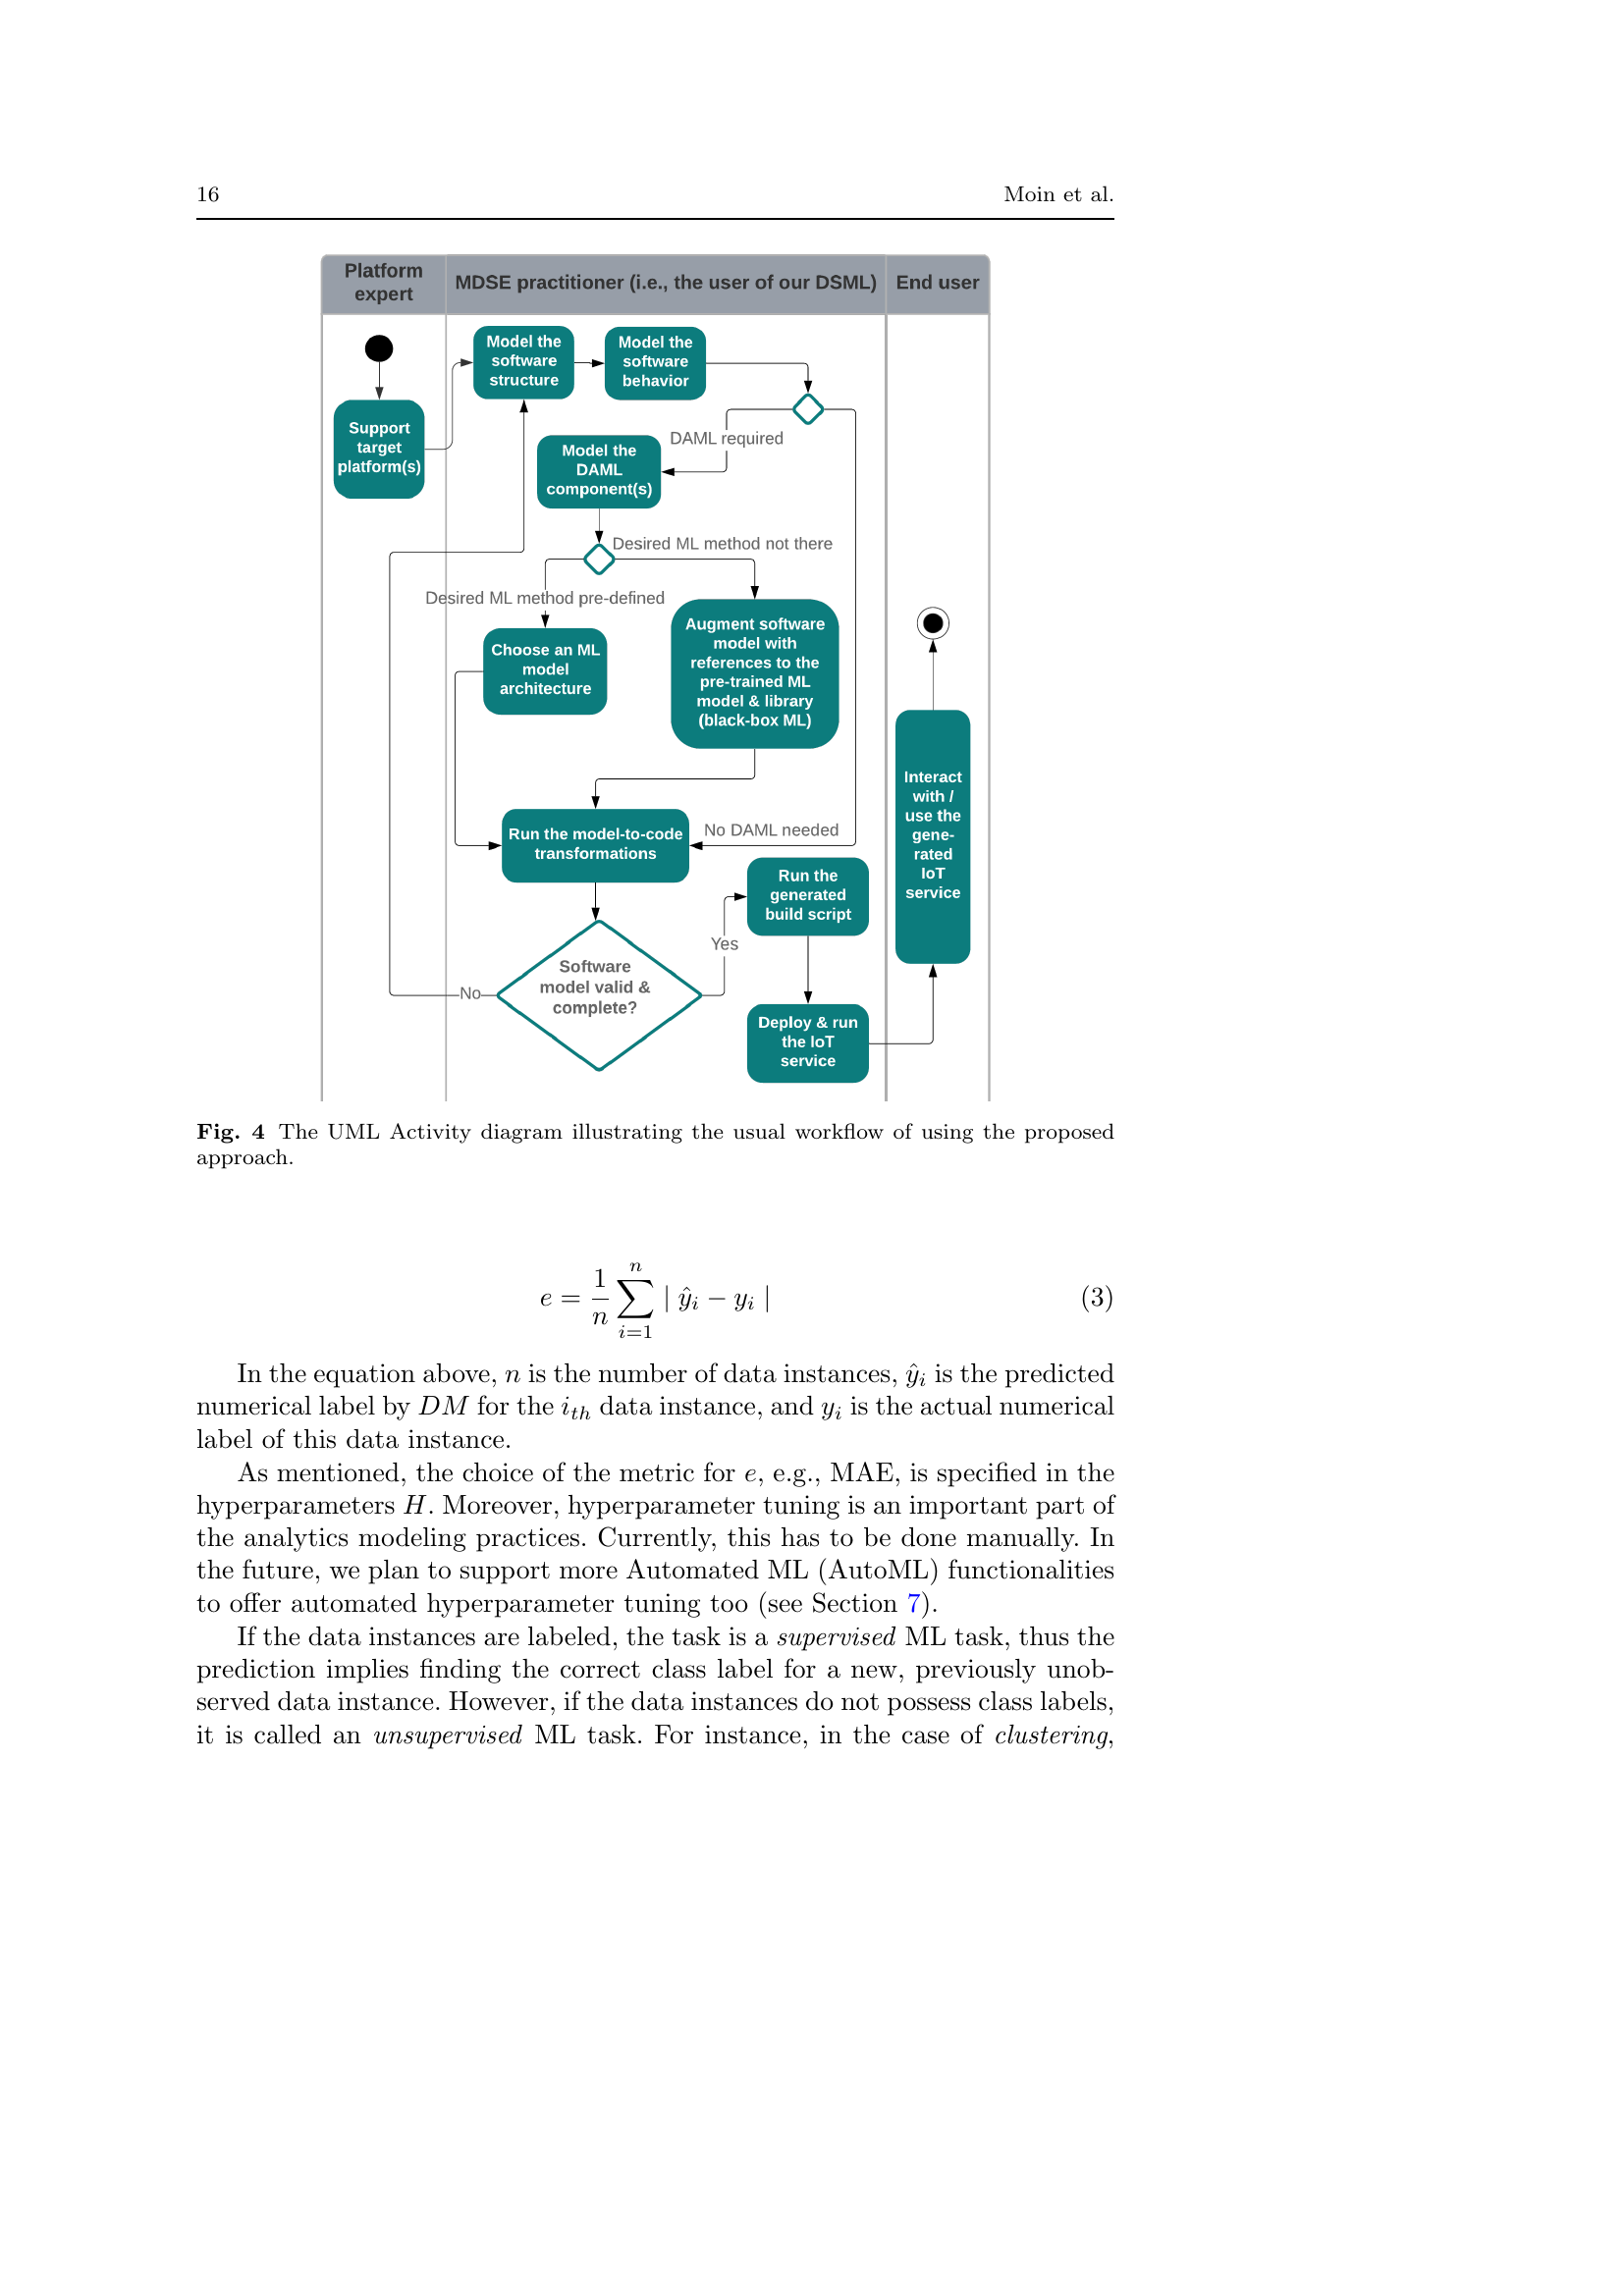 16
Moin et al.
Platform
expert
MDSE practitioner (i.e., the user of our DSML)
End user
Model the
software
structure
Model the
software
behavior
Support
target
platform(s)
DAML required
Model the
DAML
component(s)
Desired ML method not there
Desired ML method pre-defined
Choose an ML
model
architecture
Augment software
model with
references to the
pre-trained ML
model & library
(black-box ML)
Run the model-to-code
transformations
No DAML needed
Software
model valid &
complete?
No
Yes
Run the
generated
build script
Deploy & run
the IoT
service
Interact
with /
use the
gene-
rated
IoT
service
Fig. 4 The UML Activity diagram illustrating the usual workflow of using the proposed
approach.
e = \frac{1}{n} \sum_{i=1}^{n} | ŷ_i − y_i | (3)
In the equation above, n is the number of data instances, ŷ_i is the predicted
numerical label by DM for the i_{th} data instance, and y_i is the actual numerical
label of this data instance.
As mentioned, the choice of the metric for e, e.g., MAE, is specified in the
hyperparameters H. Moreover, hyperparameter tuning is an important part of
the analytics modeling practices. Currently, this has to be done manually. In
the future, we plan to support more Automated ML (AutoML) functionalities
to offer automated hyperparameter tuning too (see Section 7).
If the data instances are labeled, the task is a supervised ML task, thus the
prediction implies finding the correct class label for a new, previously unob-
served data instance. However, if the data instances do not possess class labels,
it is called an unsupervised ML task. For instance, in the case of clustering,